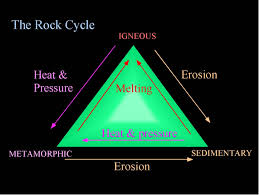 The Rock Cycle
IGNEOUS
Heat &
Pressure
Erosion
Melting
Heat & pressure
METAMORPHIC
SEDIMENTARY
Erosion